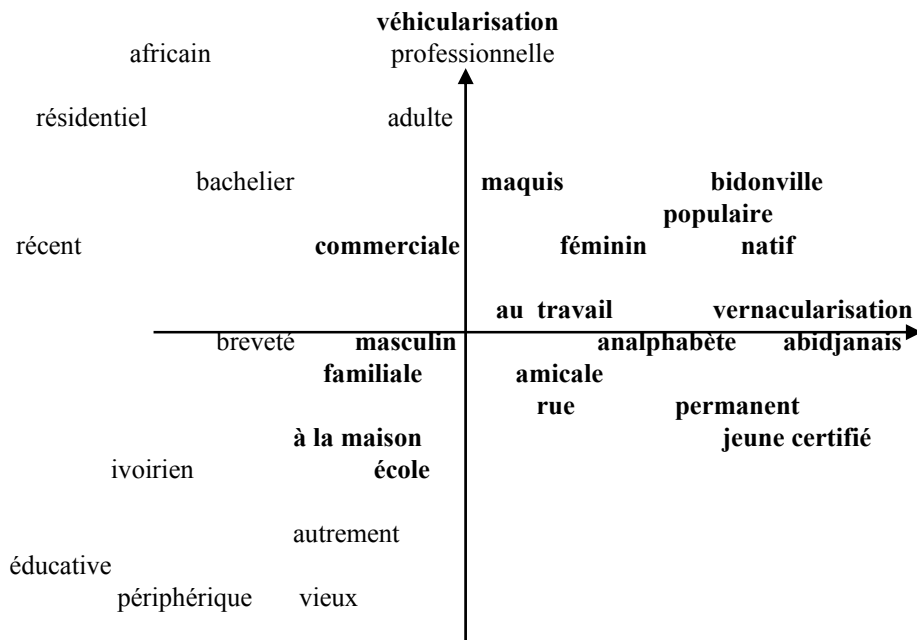 véhicularisation
africain professionnelle
résidentiel adulte
bachelier maquis bidonville
populaire
récent commerciale féminin natif
au travail vernacularisation
breveté masculin analphabète abidjanais
familiale amicale
rue permanent
à la maison jeune certifié
ivoirien école
autrement
éducative
périphérique vieux